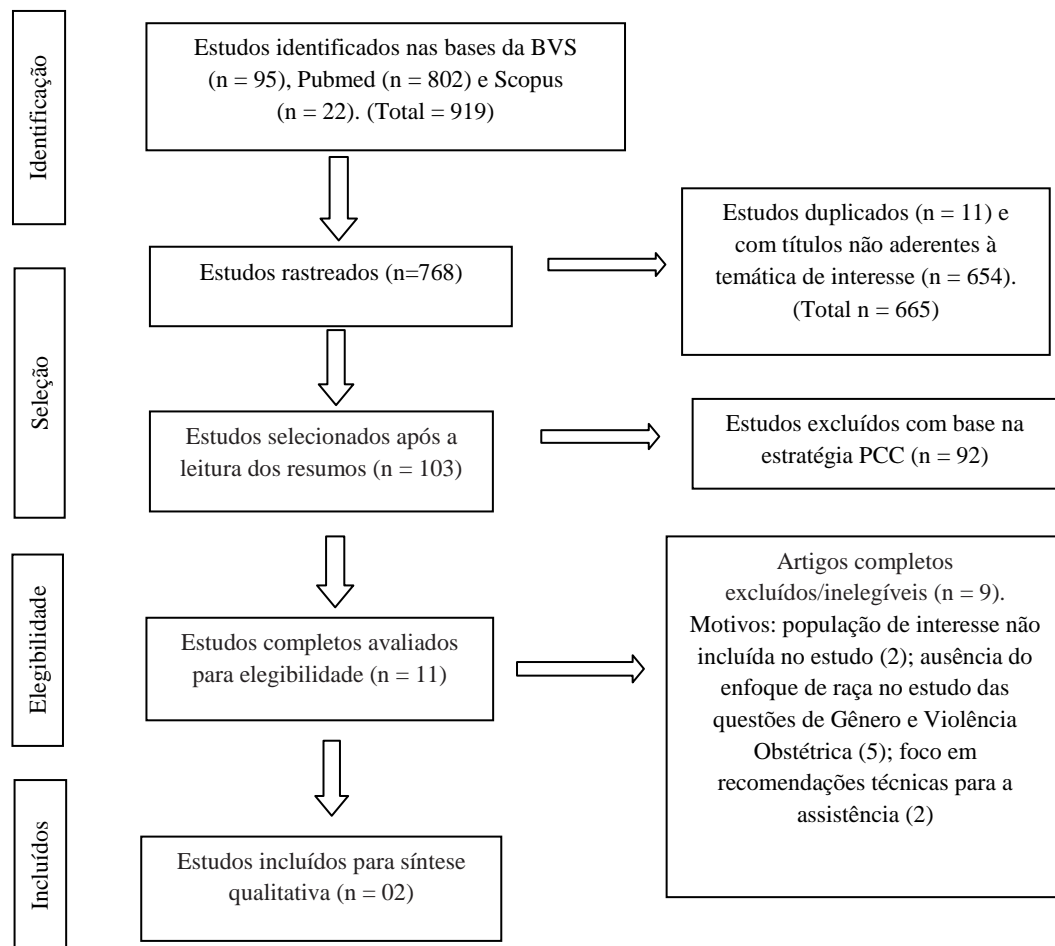 Identificação
Estudos identificados nas bases da BVS
(n = 95), Pubmed (n = 802) e Scopus
(n = 22). (Total = 919)
Estudos duplicados (n = 11) e
com títulos não aderentes à
temática de interesse (n = 654).
(Total n = 665)
Seleção
Estudos rastreados (n=768)
Estudos selecionados após a
leitura dos resumos (n = 103)
Estudos excluídos com base na
estratégia PCC (n = 92)
Elegibilidade
Estudos completos avaliados
para elegibilidade (n = 11)
Artigos completos
excluídos/inelegíveis (n = 9).
Motivos: população de interesse não
incluída no estudo (2); ausência do
enfoque de raça no estudo das
questões de Gênero e Violência
Obstétrica (5); foco em
recomendações técnicas para a
assistência (2)
Incluídos
Estudos incluídos para síntese
qualitativa (n = 02)